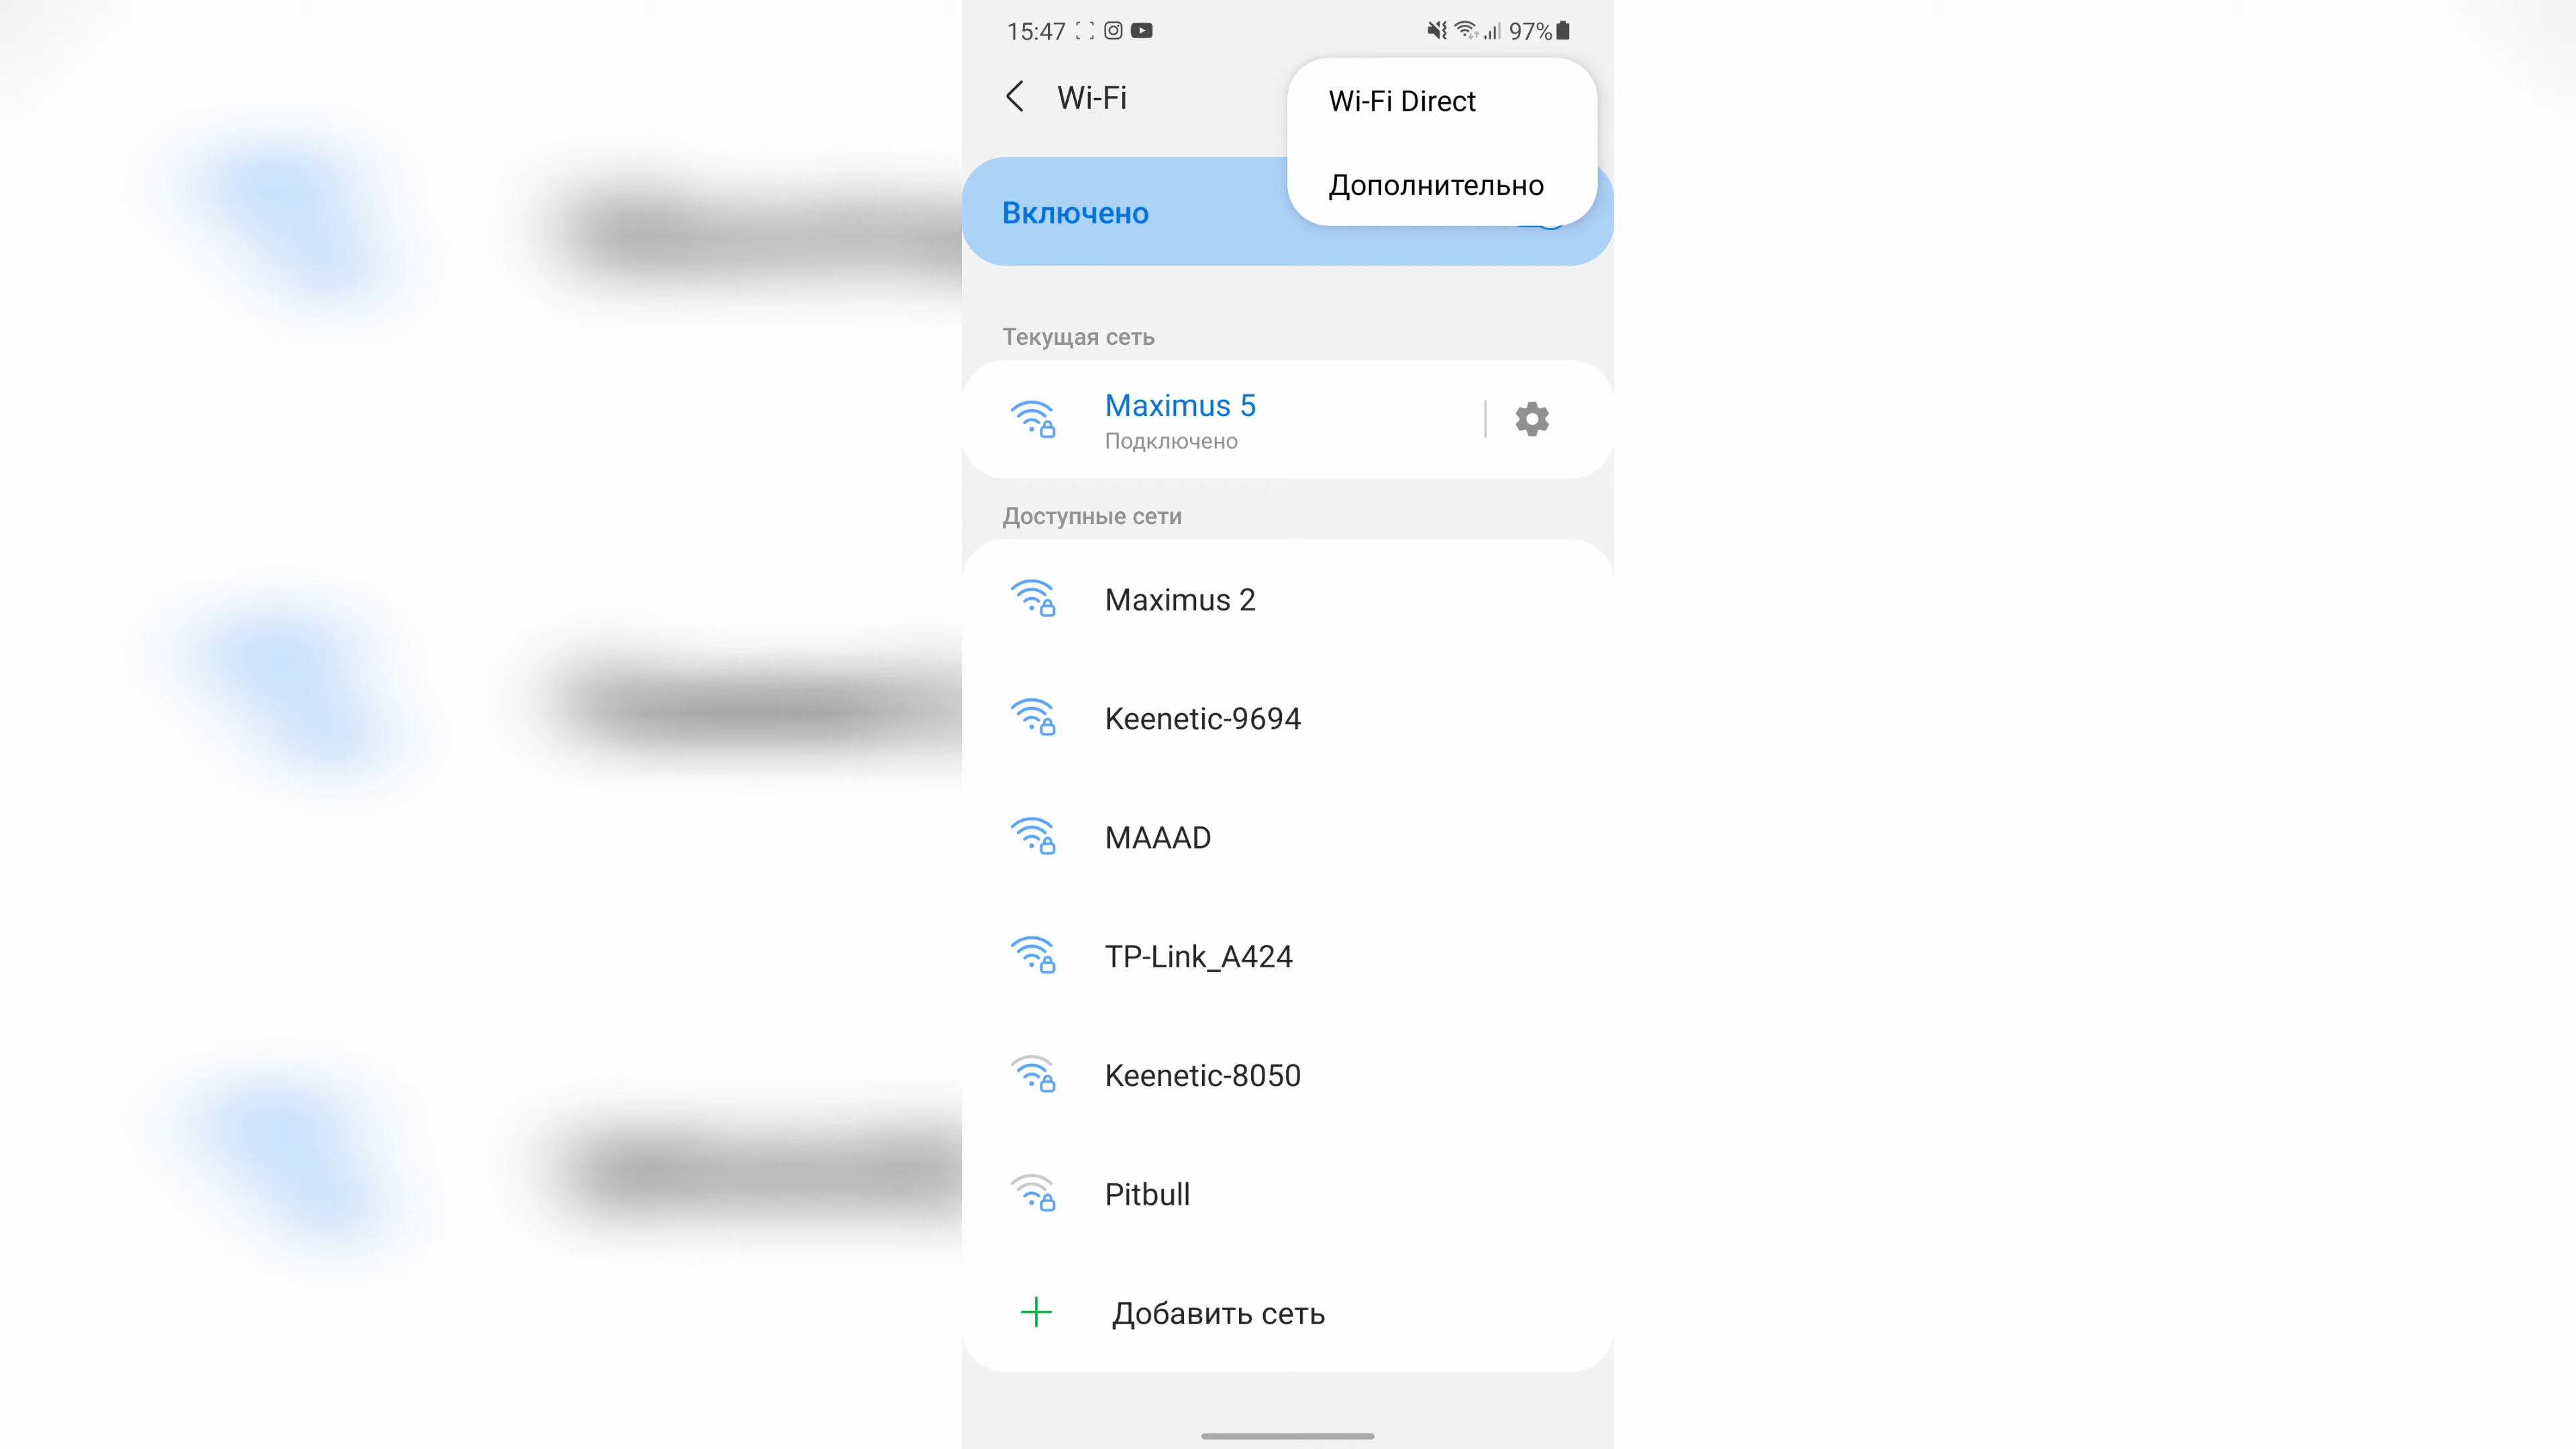 15:47
97%
Wi-Fi
Wi-Fi Direct
Дополнительно
Включено
Текущая сеть
Maximus 5
Подключено
Доступные сети
Maximus 2
Keenetic-9694
MAAAD
TP-Link_A424
Keenetic-8050
Pitbull
Добавить сеть